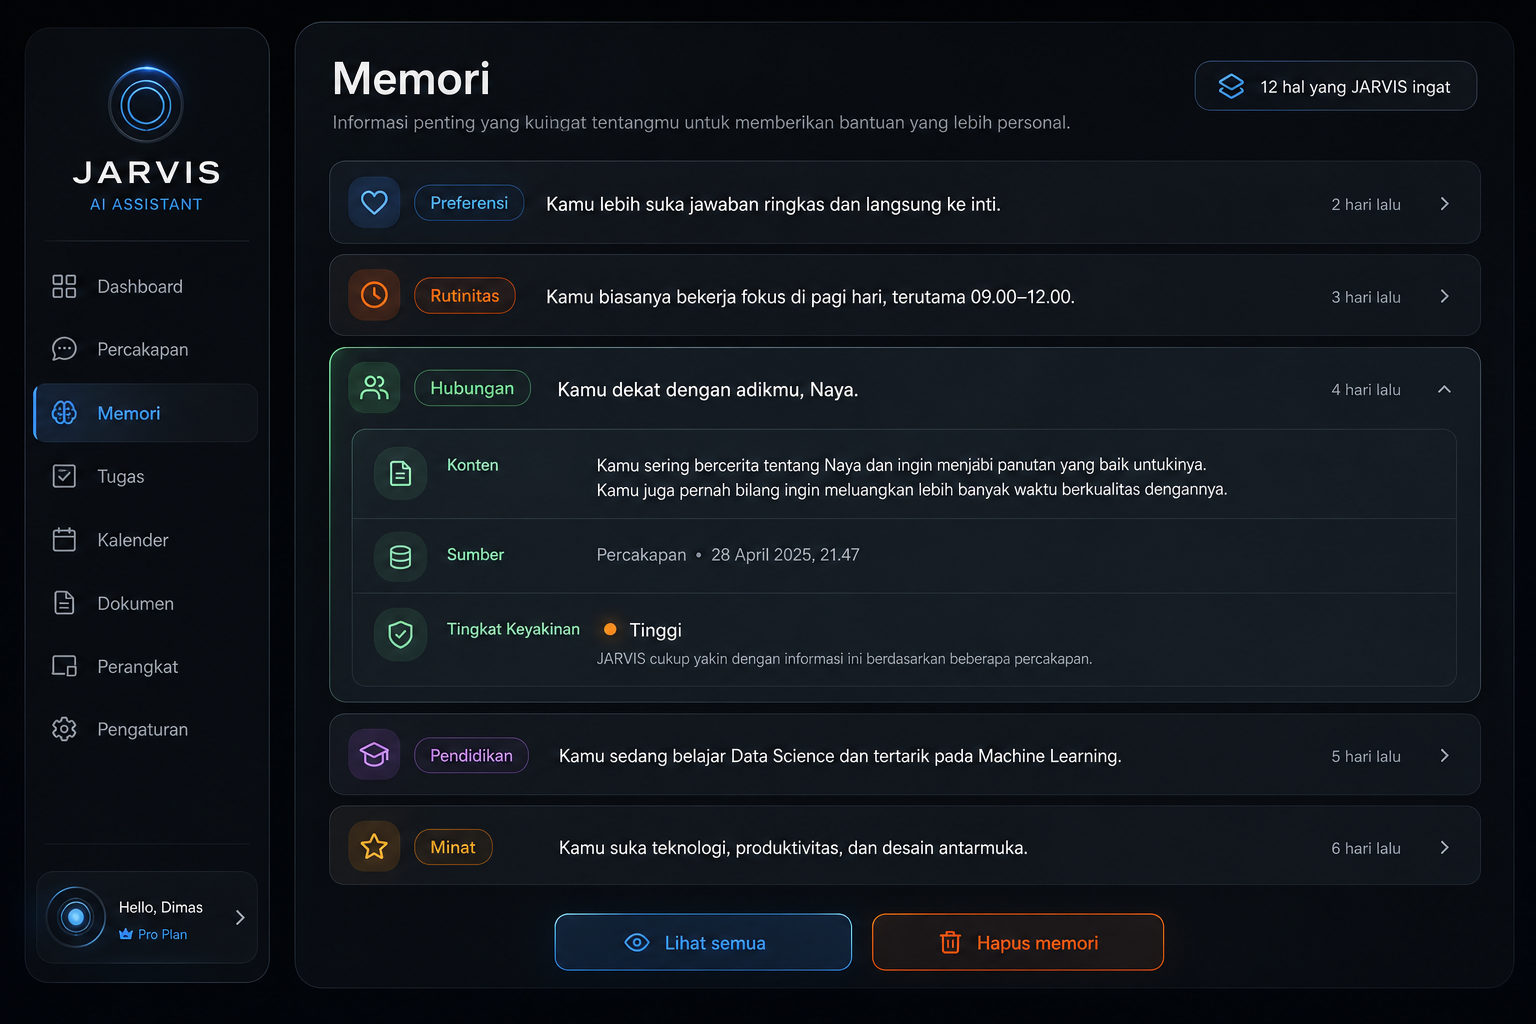 JARVIS
AI ASSISTANT
Dashboard
Percakapan
Memori
Tugas
Kalender
Dokumen
Perangkat
Pengaturan
Hello, Dimas
Pro Plan
Memori
Informasi penting yang kuingat tentangmu untuk memberikan bantuan yang lebih personal.
12 hal yang JARVIS ingat
Preferensi
Kamu lebih suka jawaban ringkas dan langsung ke inti.
2 hari lalu
Rutinitas
Kamu biasanya bekerja fokus di pagi hari, terutama 09.00–12.00.
3 hari lalu
Hubungan
Kamu dekat dengan adikmu, Naya.
4 hari lalu
Konten
Kamu sering bercerita tentang Naya dan ingin menjäbi panutan yang baik untukinya.
Kamu juga pernah bilang ingin meluangkan lebih banyak waktu berkualitas dengannya.
Sumber
Percakapan • 28 April 2025, 21.47
Tingkat Keyakinan
Tinggi
JARVIS cukup yakin dengan informasi ini berdasarkan beberapa percakapan.
Pendidikan
Kamu sedang belajar Data Science dan tertarik pada Machine Learning.
5 hari lalu
Minat
Kamu suka teknologi, produktivitas, dan desain antarmuka.
6 hari lalu
Lihat semua
Hapus memori